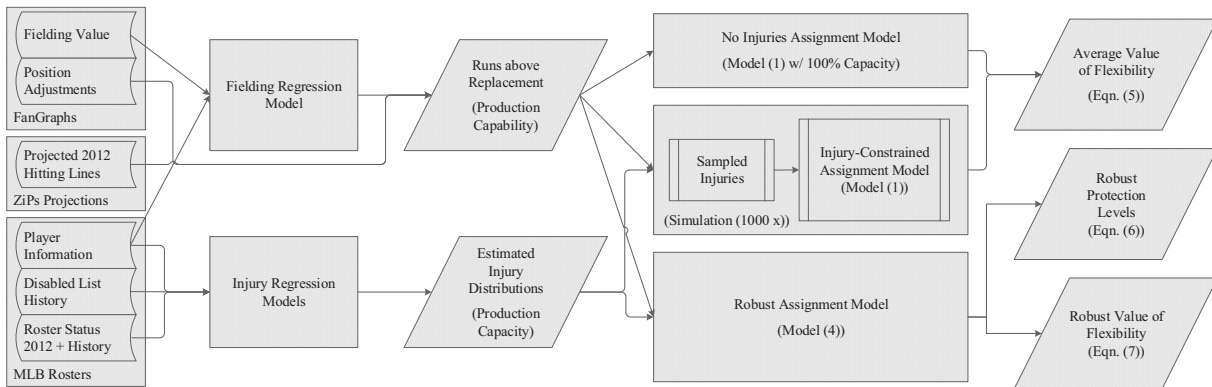 Fielding Value
Position
Adjustments
FanGraphs
Projected 2012
Hitting Lines
ZiPs Projections
Player
Information
Disabled List
History
Roster Status
2012 + History
MLB Rosters
Fielding Regression
Model
Injury Regression
Models
Runs above
Replacement
(Production
Capability)
Estimated
Injury
Distributions
(Production
Capacity)
No Injuries Assignment Model
(Model (1) w/ 100% Capacity)
Sampled
Injuries
Injury-Constrained
Assignment Model
(Model (1))
(Simulation (1000 x))
Robust Assignment Model
(Model (4))
Average Value
of Flexibility
(Eqn. (5))
Robust
Protection
Levels
(Eqn. (6))
Robust Value of
Flexibility
(Eqn. (7))